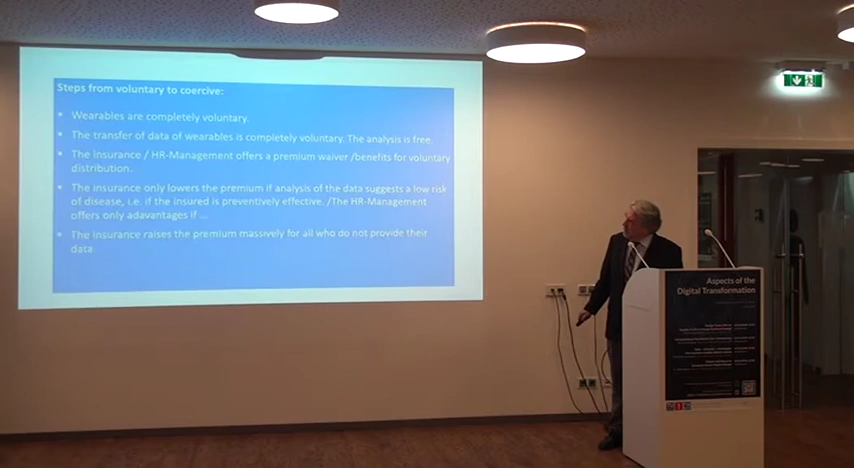 Steps from voluntary to coercive:
• Wearables are completely voluntary.
• The transfer of data of wearables is completely voluntary. The analysis is free.
• The Insurance / HR-Management offers a premium waiver /benefits for voluntary
distribution.
• The insurance only lowers the premium if analysis of the data suggests a low risk
of disease, i.e. if the insured is preventively effective. /The HR-Management
offers only adavantages if ...
• The insurance raises the premium massively for all who do not provide their
data
Aspects of the
Digital Transformation